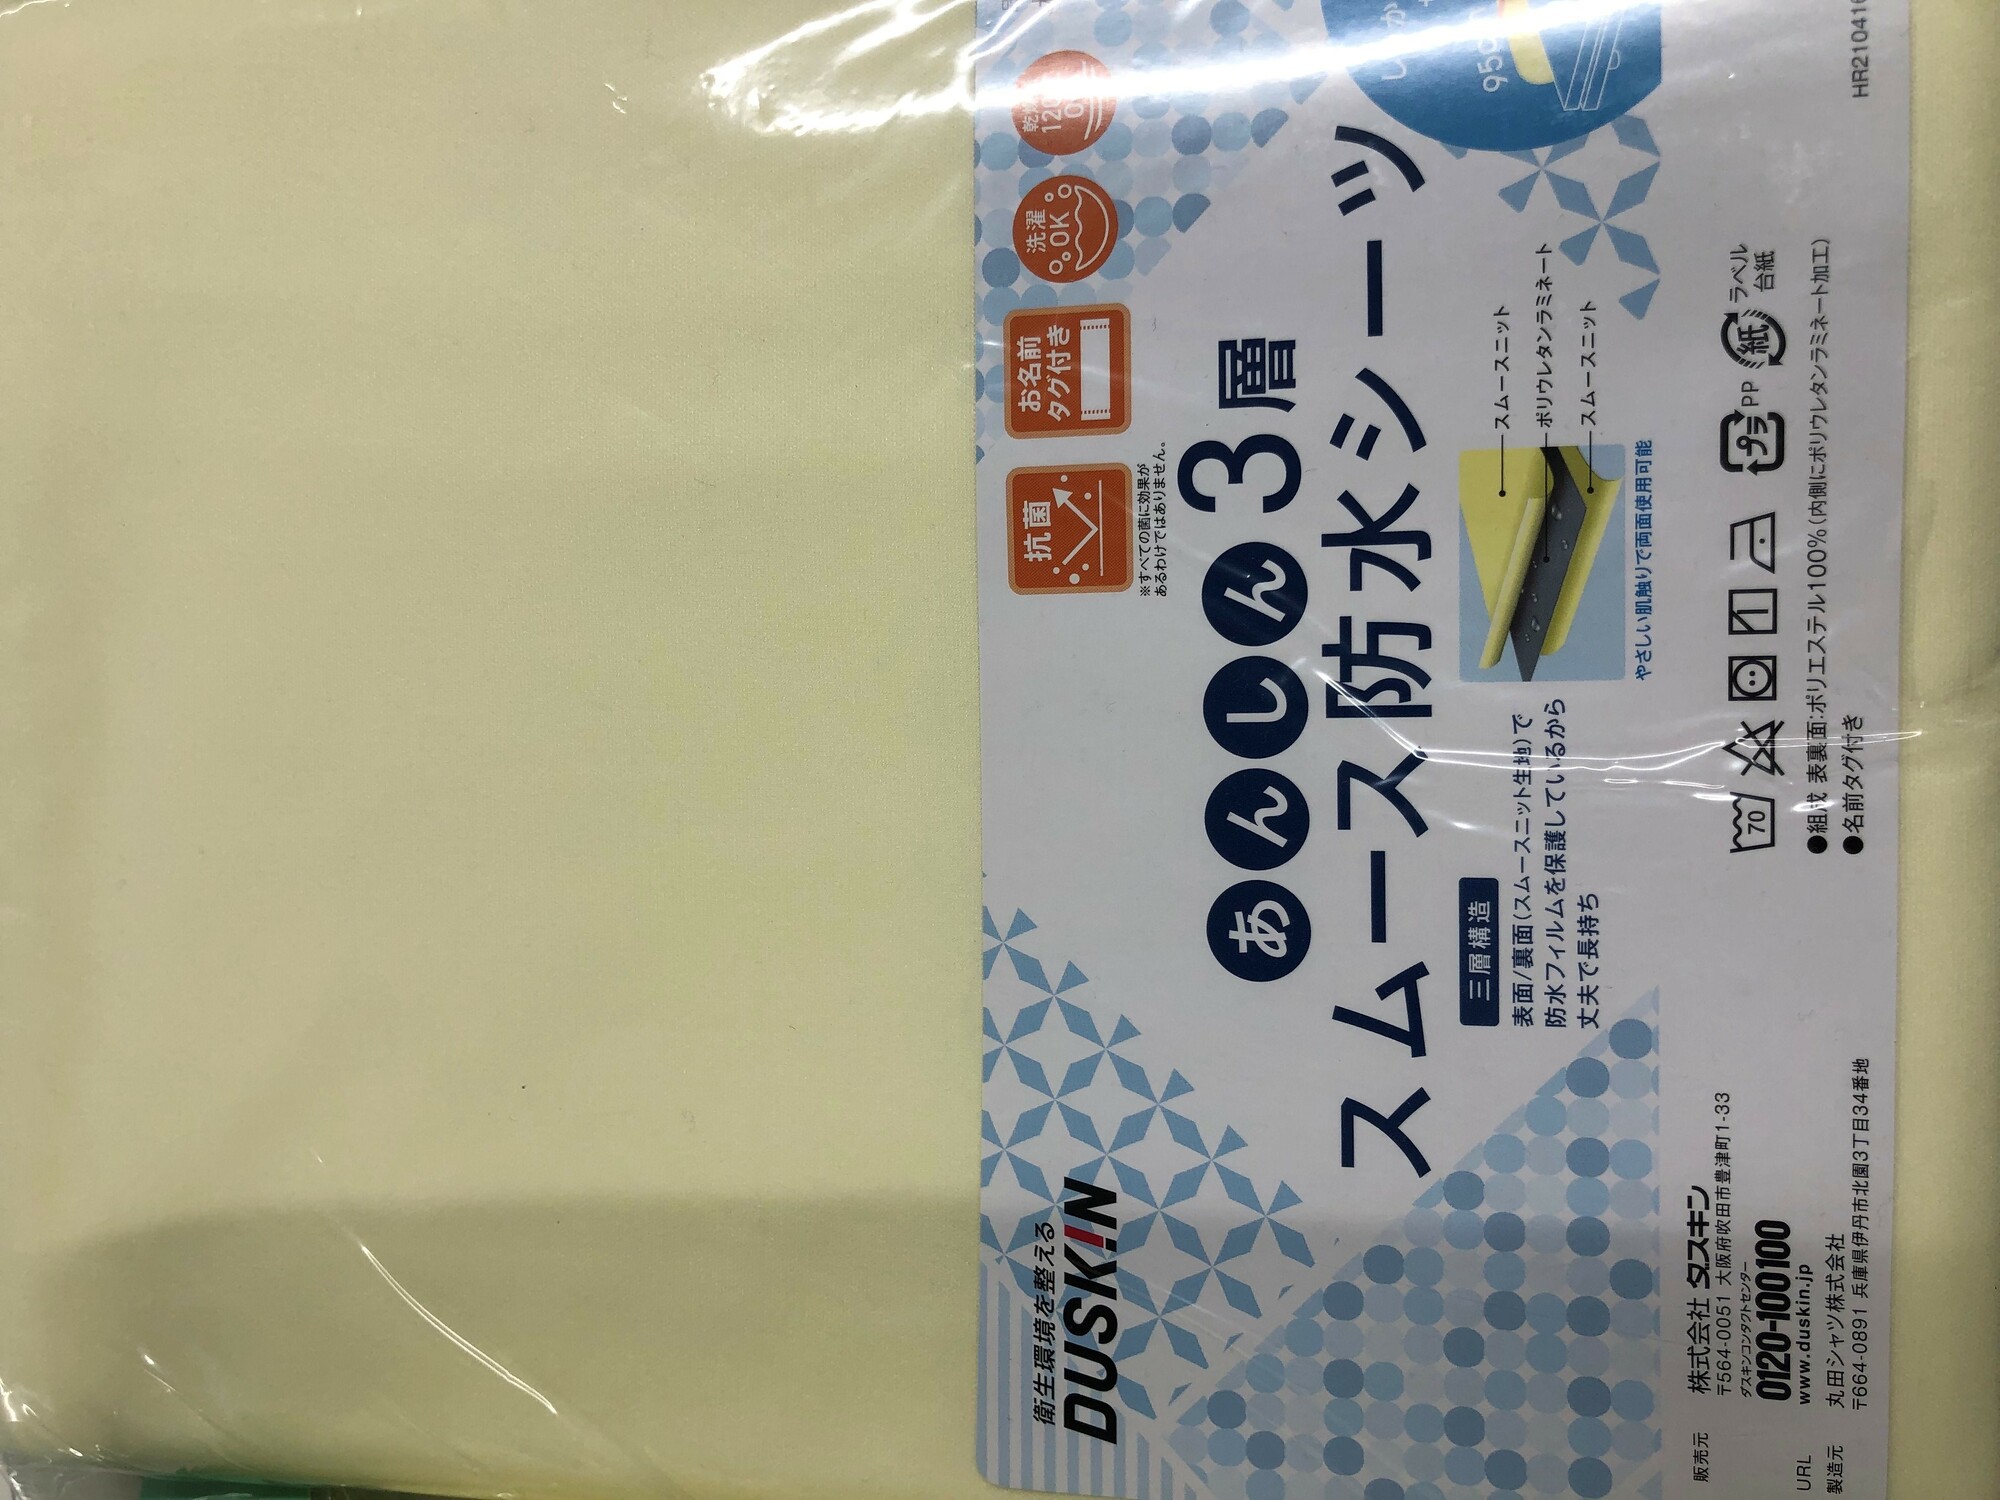 衛生環境を整える
DUSKIN
抗菌
※すべての菌に効果が
あるわけではありません。
お名前
タグ付き
洗濯
OK
あんしん3層
スムース防水シーツ
三層構造
表面/裏面(スムースニット生地)で
防水フィルムを保護しているから
丈夫で長持ち
スムースニット
ポリウレタンラミネート
スムースニット
やさしい肌触りで両面使用可能
販売元
株式会社 ダスキン
〒564-0051 大阪府吹田市豊津町1-33
ダスキンコンタクトセンター
0120-100100
URL
www.duskin.jp
製造元
丸田シャツ株式会社
〒664-0891 兵庫県伊丹市北園3丁目34番地
70
プラ
PP
紙
ラベル
台紙
●組成 表裏面:ポリエステル100%(内側にポリウレタンラミネート加工)
●名前タグ付き